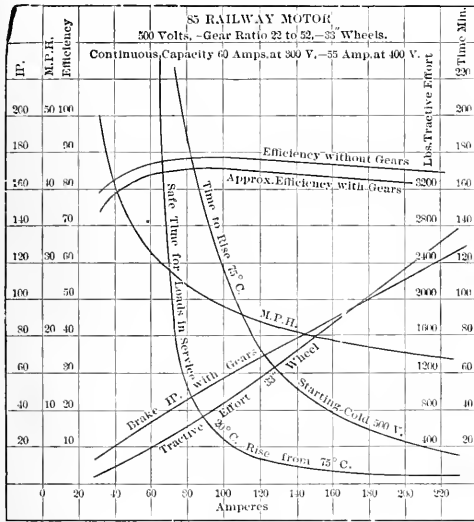 85 RAILWAY MOTOR
500 Volts, -Gear Ratio 22 to 52,-33" Wheels.
Continuous Capacity 60 Amps. at 300 V.-55 Amp. at 400 V.
HP.
M.P.H.
Efficiency
Lbs. Tractive Effort
Time Min.
200 50 100 220
90 200
180 180
160 40 80 3200 160
70 2800 140
140
120 30 60 2400 120
100 50 2000 100
80 20 40 1600 80
60 30 1200 60
40 10 20 800 40
20 10 400 20
0 0 20 40 60 80 100 120 140 160 180 200 220
Amperes
Efficiency without Gears
Approx. Efficiency with Gears
Safe Time for Loads in Service
Time to Rise 75°C.
M.P.H.
Brake HP. with Gears
Tractive Effort 33" Wheel
Starting-Cold 500 V.
20°C. Rise from 75°C.